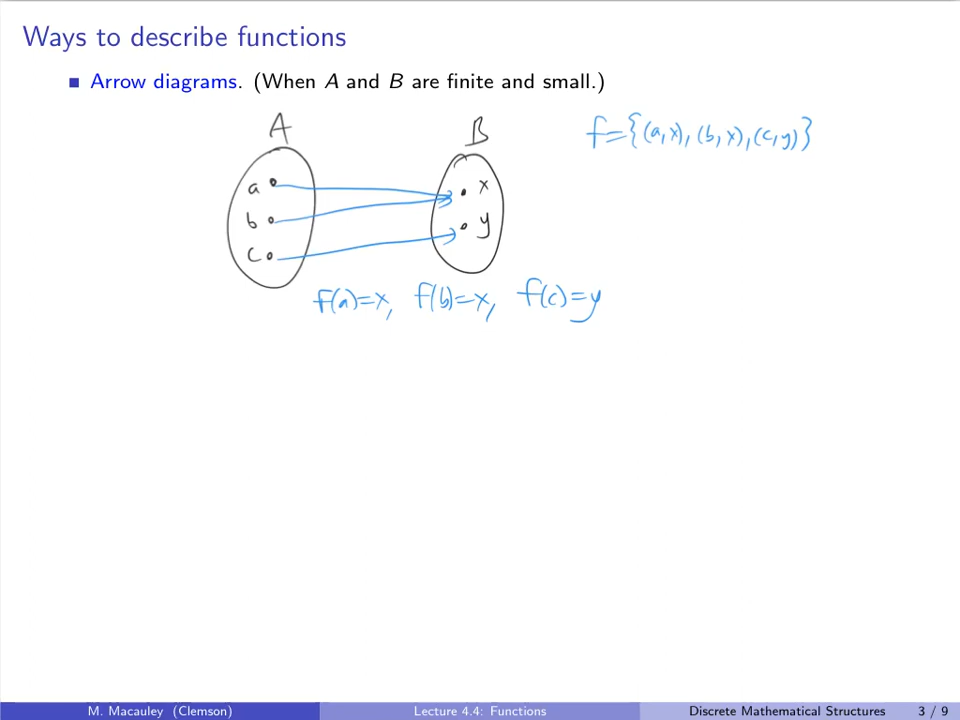 Ways to describe functions
Arrow diagrams. (When A and B are finite and small.)
A B f={(a,x),(b,x),(c,y)}
a x
b y
c
f(a)=x, f(b)=x, f(c)=y
M. Macauley (Clemson) Lecture 4.4: Functions Discrete Mathematical Structures 3 / 9